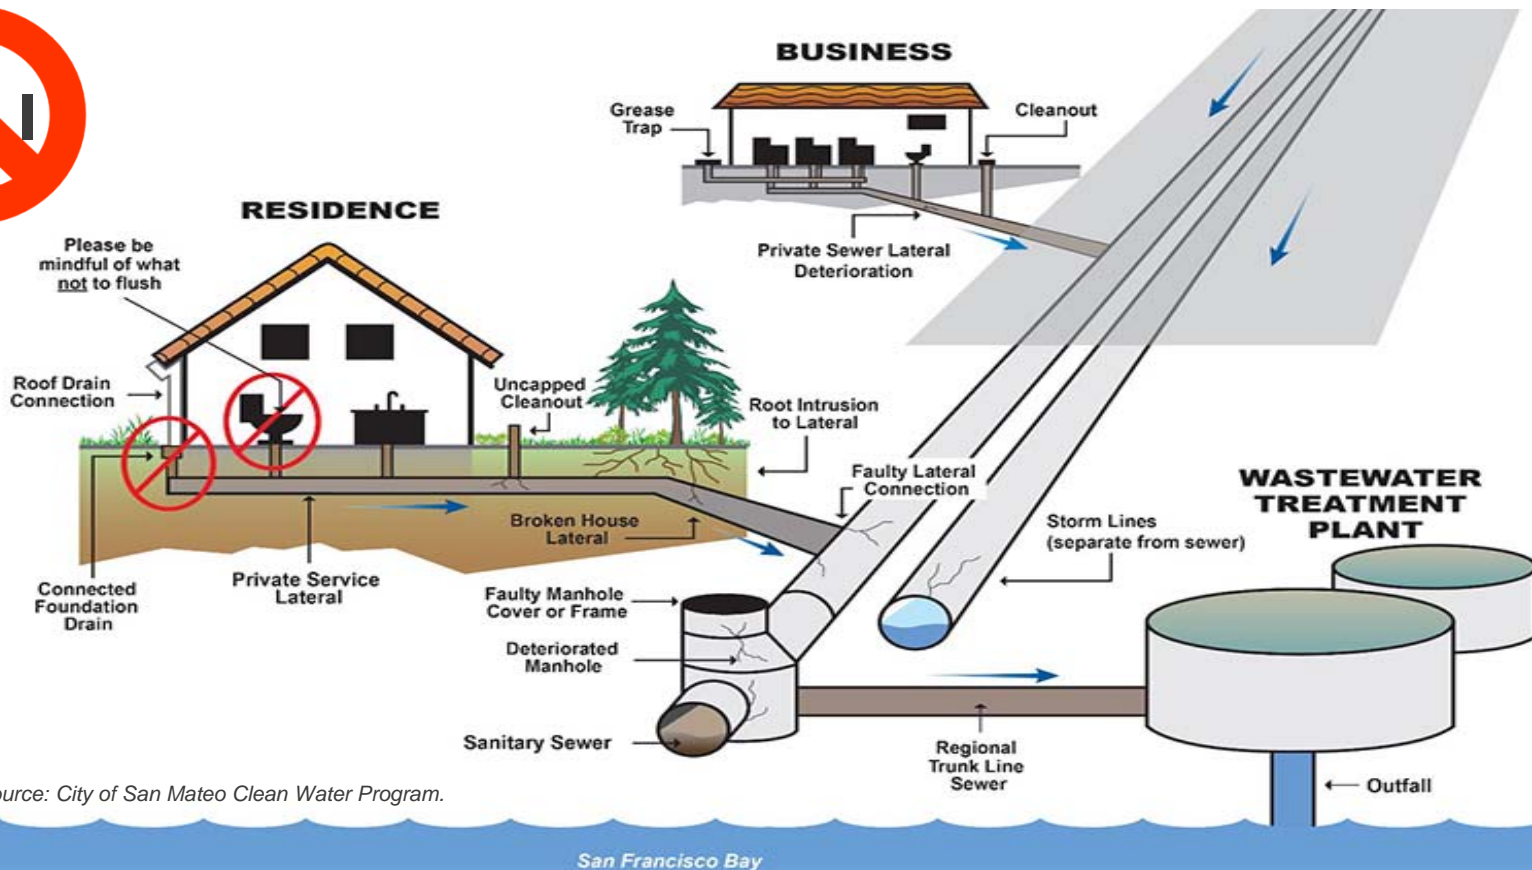 BUSINESS
Grease
Trap
Cleanout
Private Sewer Lateral
Deterioration
RESIDENCE
Please be
mindful of what
not to flush
Roof Drain
Connection
Uncapped
Cleanout
Root Intrusion
to Lateral
Faulty Lateral
Connection
Broken House
Lateral
Connected
Foundation
Drain
Private Service
Lateral
Storm Lines
(separate from sewer)
WASTEWATER
TREATMENT
PLANT
Faulty Manhole
Cover or Frame
Deteriorated
Manhole
Sanitary Sewer
Regional
Trunk Line
Sewer
Outfall
ource: City of San Mateo Clean Water Program.
San Francisco Bay